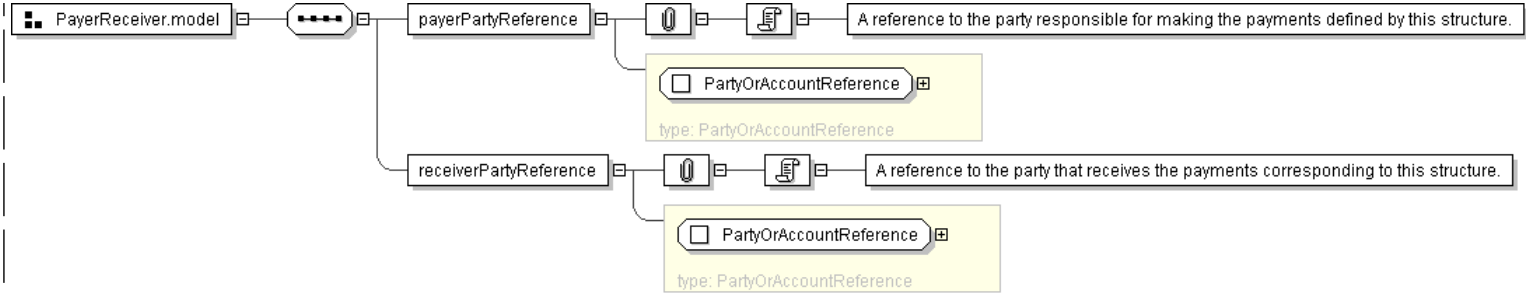 PayerReceiver.model
payerPartyReference
A reference to the party responsible for making the payments defined by this structure.
PartyOrAccountReference
type: PartyOrAccountReference
receiverPartyReference
A reference to the party that receives the payments corresponding to this structure.
PartyOrAccountReference
type: PartyOrAccountReference